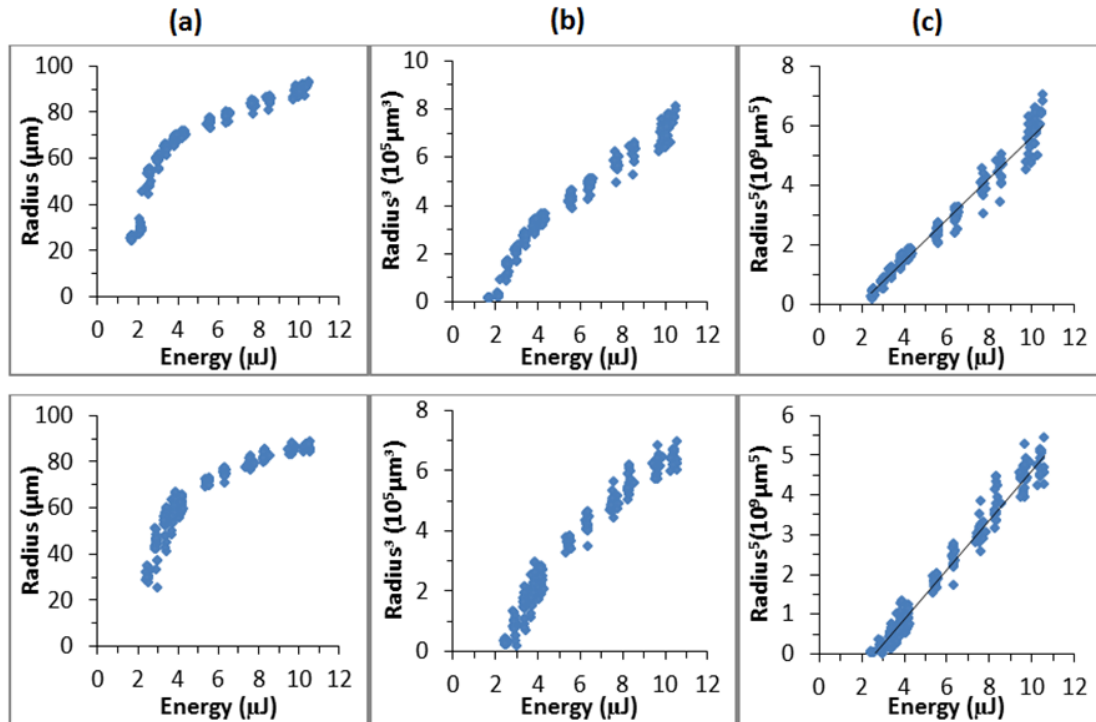 (a) (b) (c)
100
80
60
40
20
0
Radius (μm)
0 2 4 6 8 10 12
Energy (μJ)
10
8
6
4
2
0
Radius³ (10⁵μm³)
0 2 4 6 8 10 12
Energy (μJ)
8
6
4
2
0
Radius⁵(10⁹μm⁵)
0 2 4 6 8 10 12
Energy (μJ)
100
80
60
40
20
0
Radius (μm)
0 2 4 6 8 10 12
Energy (μJ)
8
6
4
2
0
Radius³ (10⁵μm³)
0 2 4 6 8 10 12
Energy (μJ)
6
5
4
3
2
1
0
Radius⁵(10⁹μm⁵)
0 2 4 6 8 10 12
Energy (μJ)